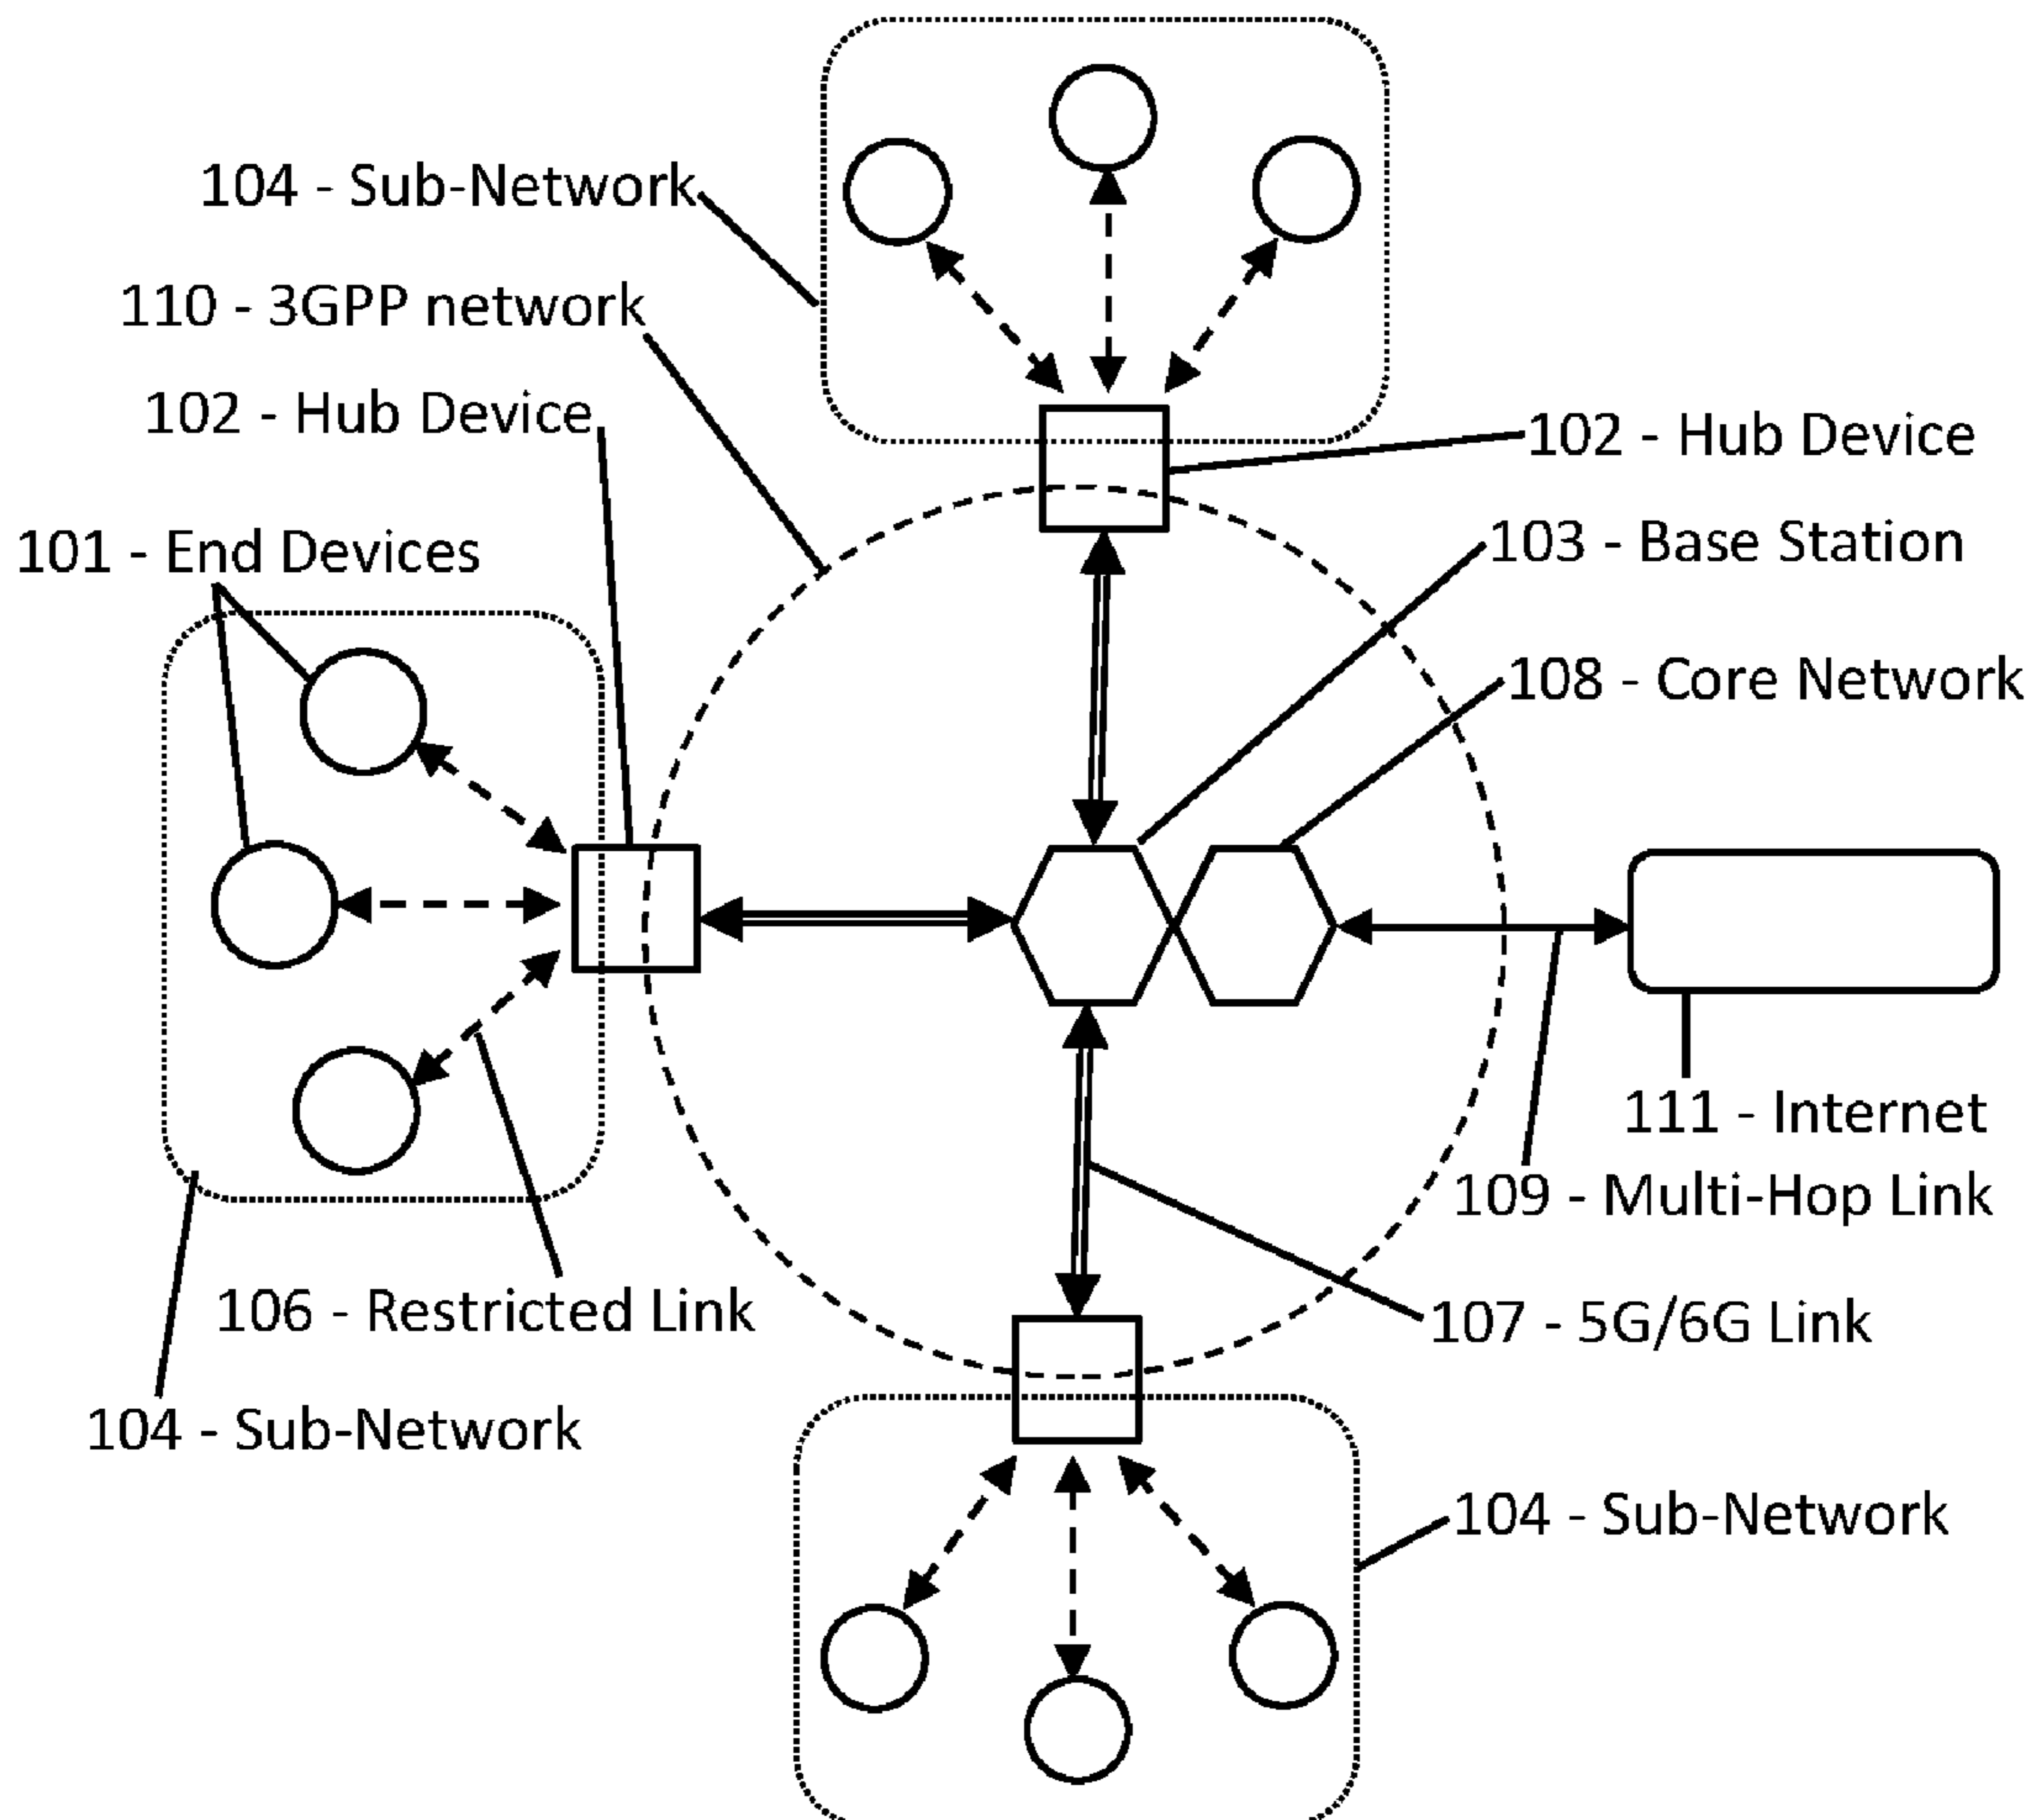 104 - Sub-Network
110 - 3GPP network
102 - Hub Device
102 - Hub Device
101 - End Devices
103 - Base Station
108 - Core Network
111 - Internet
109 - Multi-Hop Link
106 - Restricted Link
107 - 5G/6G Link
104 - Sub-Network
104 - Sub-Network